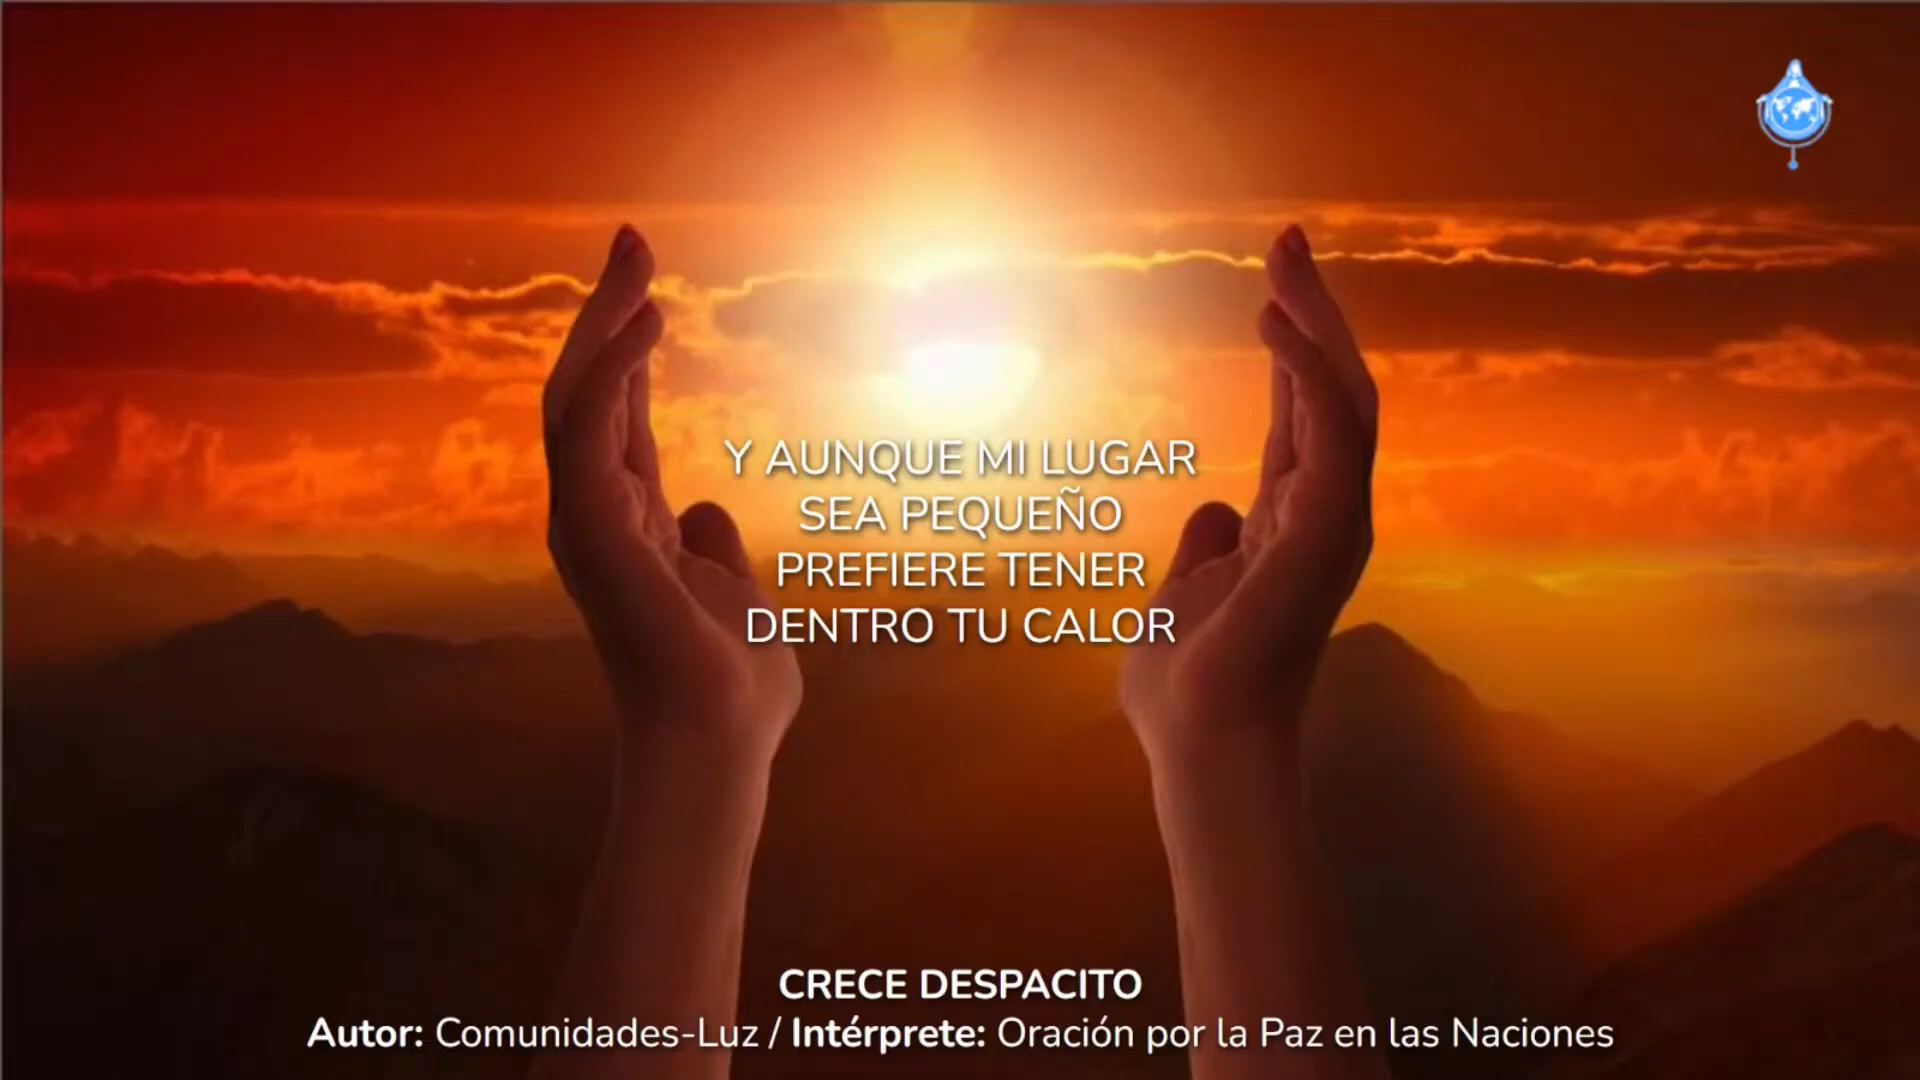 Y AUNQUE MI LUGAR
SEA PEQUEÑO
PREFIERE TENER
DENTRO TU CALOR
CRECE DESPACITO
Autor: Comunidades-Luz / Intérprete: Oración por la Paz en las Naciones